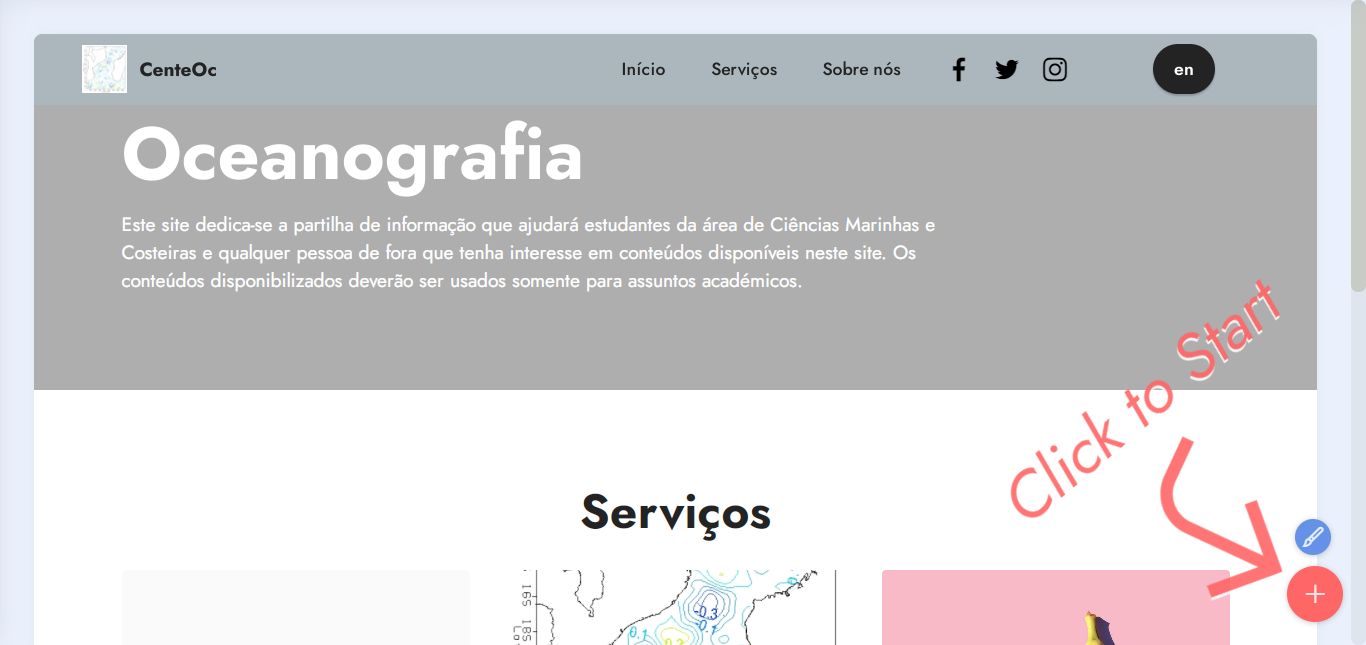 CenteOc
Início
Serviços
Sobre nós
en
Oceanografia
Este site dedica-se a partilha de informação que ajudará estudantes da área de Ciências Marinhas e
Costeiras e qualquer pessoa de fora que tenha interesse em conteúdos disponíveis neste site. Os
conteúdos disponibilizados deverão ser usados somente para assuntos académicos.
Click to Start
Serviços
16S
18S
-0.3
-0.1
0.1
0.2